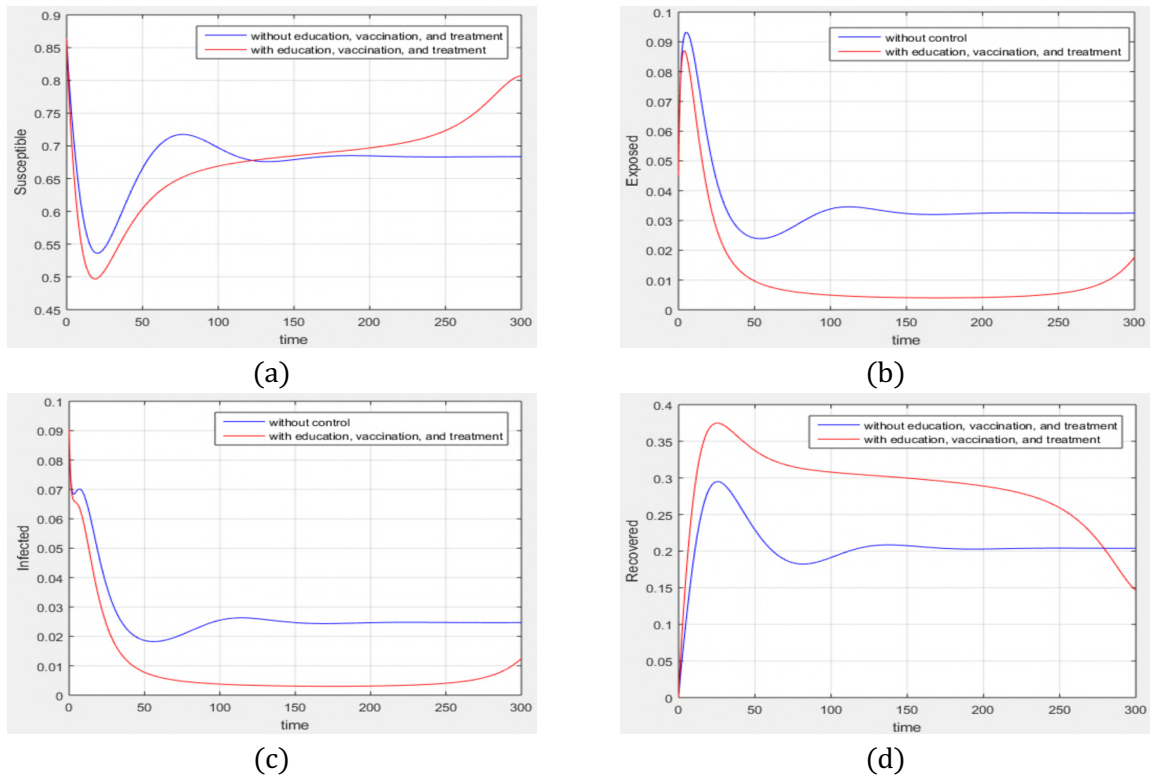 0.9
0.85
0.8
0.75
0.7
0.65
0.6
0.55
0.5
0.45
Susceptible
without education, vaccination, and treatment
with education, vaccination, and treatment
0 50 100 150 200 250 300
time
(a)
0.1
0.09
0.08
0.07
0.06
0.05
0.04
0.03
0.02
0.01
0
Exposed
without control
with education, vaccination, and treatment
0 50 100 150 200 250 300
time
(b)
0.1
0.09
0.08
0.07
0.06
0.05
0.04
0.03
0.02
0.01
0
Infected
without control
with education, vaccination, and treatment
0 50 100 150 200 250 300
time
(c)
0.4
0.35
0.3
0.25
0.2
0.15
0.1
0.05
0
Recovered
without education, vaccination, and treatment
with education, vaccination, and treatment
0 50 100 150 200 250 300
time
(d)